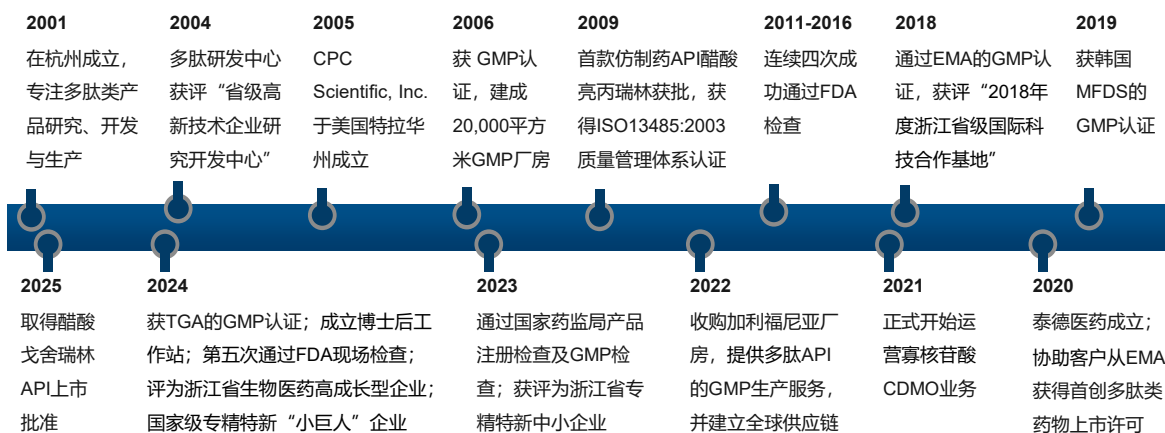 2001
在杭州成立，
专注多肽类产
品研究、开发
与生产
2004
多肽研发中心
获评“省级高
新技术企业研
究开发中心”
2005
CPC
Scientific, Inc.
于美国特拉华
州成立
2006
获 GMP认
证，建成
20,000平方
米GMP厂房
2009
首款仿制药API醋酸
亮丙瑞林获批，获
得ISO13485:2003
质量管理体系认证
2011-2016
连续四次成
功通过FDA
检查
2018
通过EMA的GMP认
证，获评“2018年
度浙江省级国际科
技合作基地”
2019
获韩国
MFDS的
GMP认证
2025
取得醋酸
戈舍瑞林
API上市
批准
2024
获TGA的GMP认证；成立博士后工
作站；第五次通过FDA现场检查；
评为浙江省生物医药高成长型企业；
国家级专精特新“小巨人”企业
2023
通过国家药监局产品
注册检查及GMP检
查；获评为浙江省专
精特新中小企业
2022
收购加利福尼亚厂
房，提供多肽API
的GMP生产服务，
并建立全球供应链
2021
正式开始运
营寡核苷酸
CDMO业务
2020
泰德医药成立；
协助客户从EMA
获得首创多肽类
药物上市许可